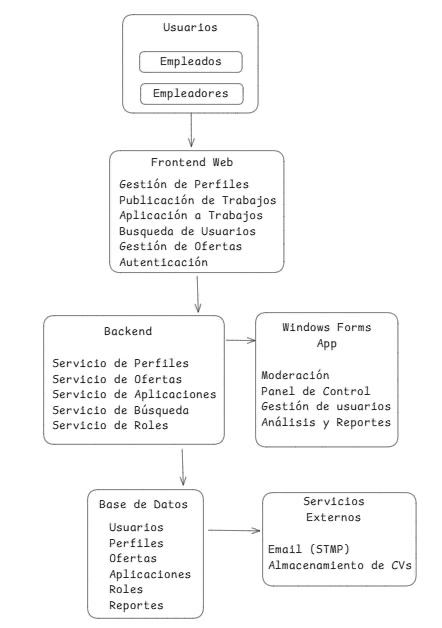 Usuarios
Empleados
Empleadores
Frontend Web
Gestión de Perfiles
Publicación de Trabajos
Aplicación a Trabajos
Busqueda de Usuarios
Gestión de Ofertas
Autenticación
Backend
Servicio de Perfiles
Servicio de Ofertas
Servicio de Aplicaciones
Servicio de Búsqueda
Servicio de Roles
Windows Forms
App
Moderación
Panel de Control
Gestión de usuarios
Análisis y Reportes
Base de Datos
Usuarios
Perfiles
Ofertas
Aplicaciones
Roles
Reportes
Servicios
Externos
Email (STMP)
Almacenamiento de CVs